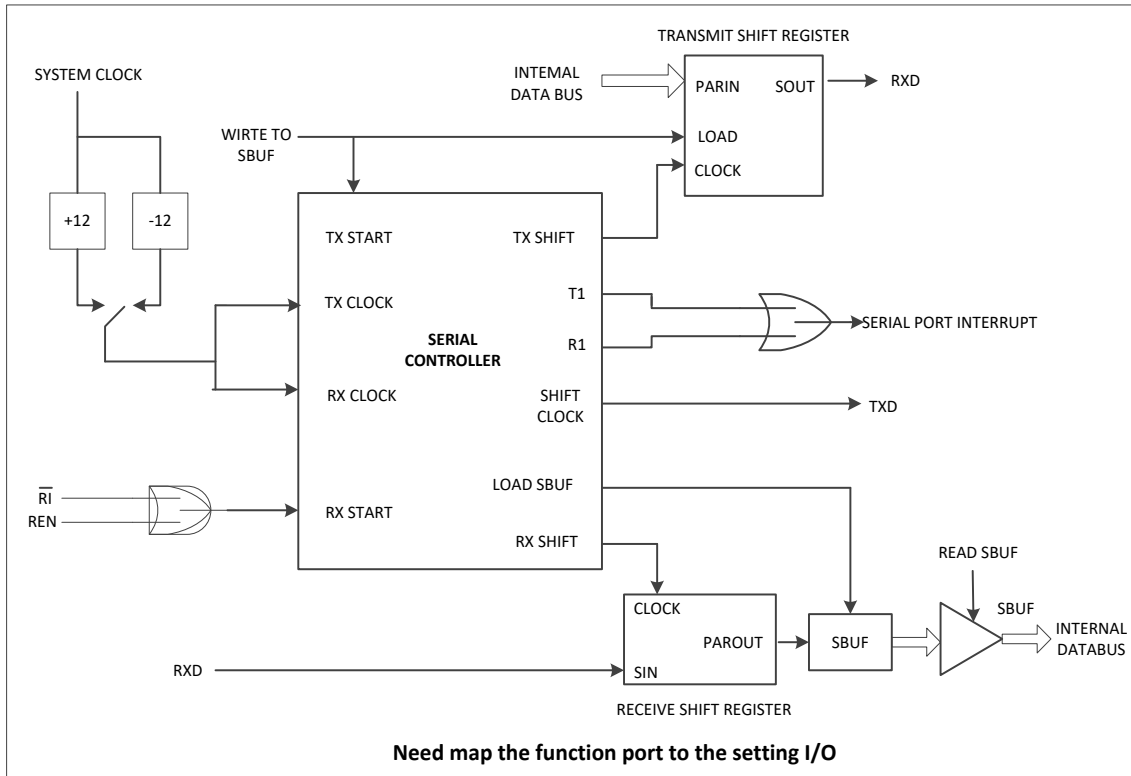 TRANSMIT SHIFT REGISTER
SYSTEM CLOCK
INTEMAL
DATA BUS
PARIN
SOUT
RXD
WIRTE TO
SBUF
LOAD
CLOCK
+12
-12
TX START
TX SHIFT
TX CLOCK
T1
SERIAL
CONTROLLER
SERIAL PORT INTERRUPT
R1
RX CLOCK
SHIFT
CLOCK
TXD
RI
REN
LOAD SBUF
RX START
RX SHIFT
READ SBUF
CLOCK
SBUF
PAROUT
SBUF
INTERNAL
DATABUS
RXD
SIN
RECEIVE SHIFT REGISTER
Need map the function port to the setting I/O